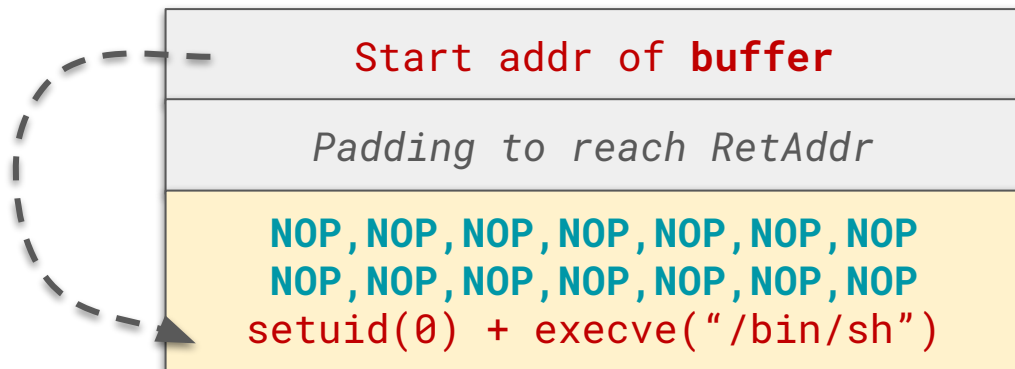 Start addr of buffer
Padding to reach RetAddr
NOP,NOP,NOP,NOP,NOP,NOP,NOP
NOP,NOP,NOP,NOP,NOP,NOP,NOP
setuid(0) + execve(“/bin/sh”)